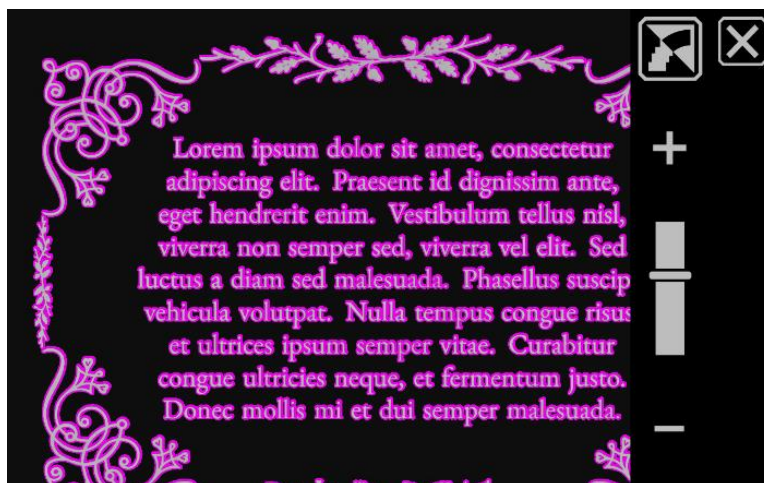 Lorem ipsum dolor sit amet, consectetur
adipiscing elit. Praesent id dignissim ante,
eget hendrerit enim. Vestibulum tellus nisl,
viverra non semper sed, viverra vel elit. Sed
luctus a diam sed malesuada. Phasellus suscip
vehicula volutpat. Nulla tempus congue risus
et ultrices ipsum semper vitae. Curabitur
congue ultricies neque, et fermentum justo.
Donec mollis mi et dui semper malesuada.